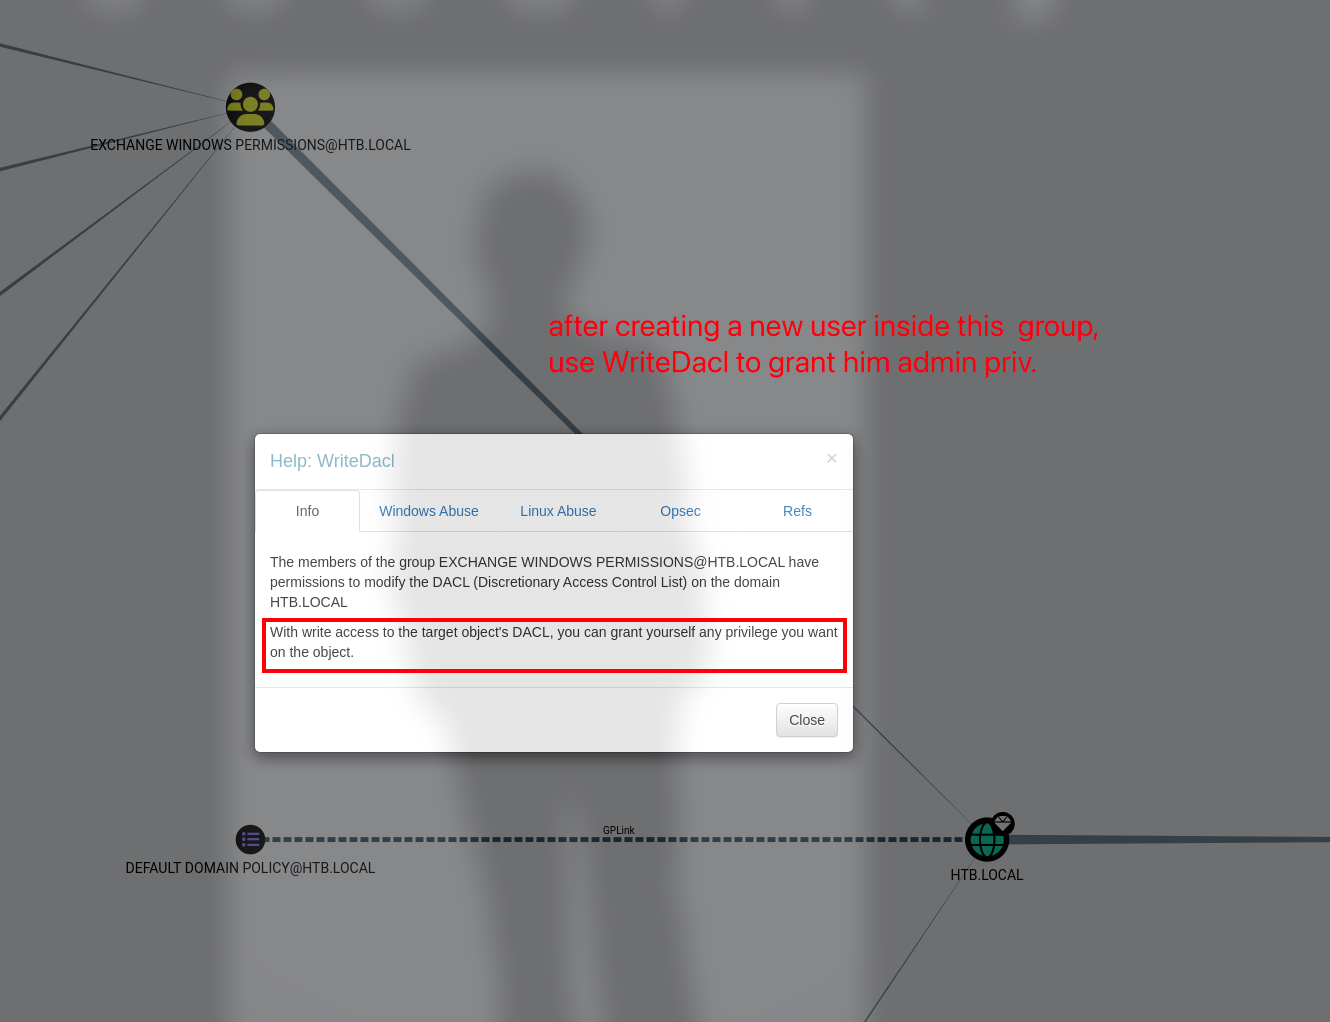 EXCHANGE WINDOWS PERMISSIONS@HTB.LOCAL
after creating a new user inside this  group,
use WriteDacl to grant him admin priv.
Help: WriteDacl
×
Info
Windows Abuse
Linux Abuse
Opsec
Refs
The members of the group EXCHANGE WINDOWS PERMISSIONS@HTB.LOCAL have
permissions to modify the DACL (Discretionary Access Control List) on the domain
HTB.LOCAL
With write access to the target object's DACL, you can grant yourself any privilege you want
on the object.
Close
GPLink
DEFAULT DOMAIN POLICY@HTB.LOCAL
HTB.LOCAL